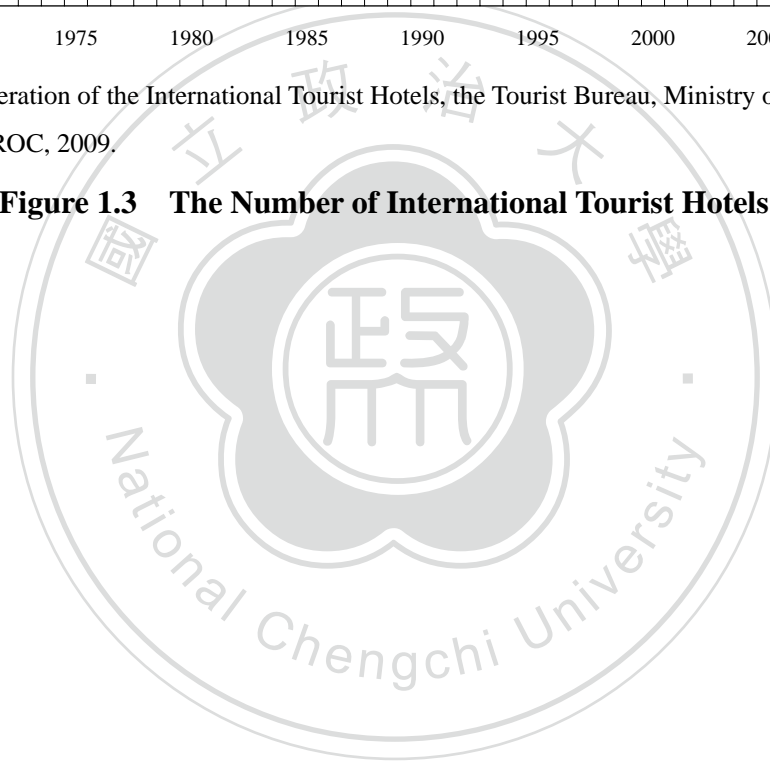 1975 1980 1985 1990 1995 2000 200
eration of the International Tourist Hotels, the Tourist Bureau, Ministry o
ROC, 2009.
Figure 1.3 The Number of International Tourist Hotels
國立政治大學
National Chengchi University